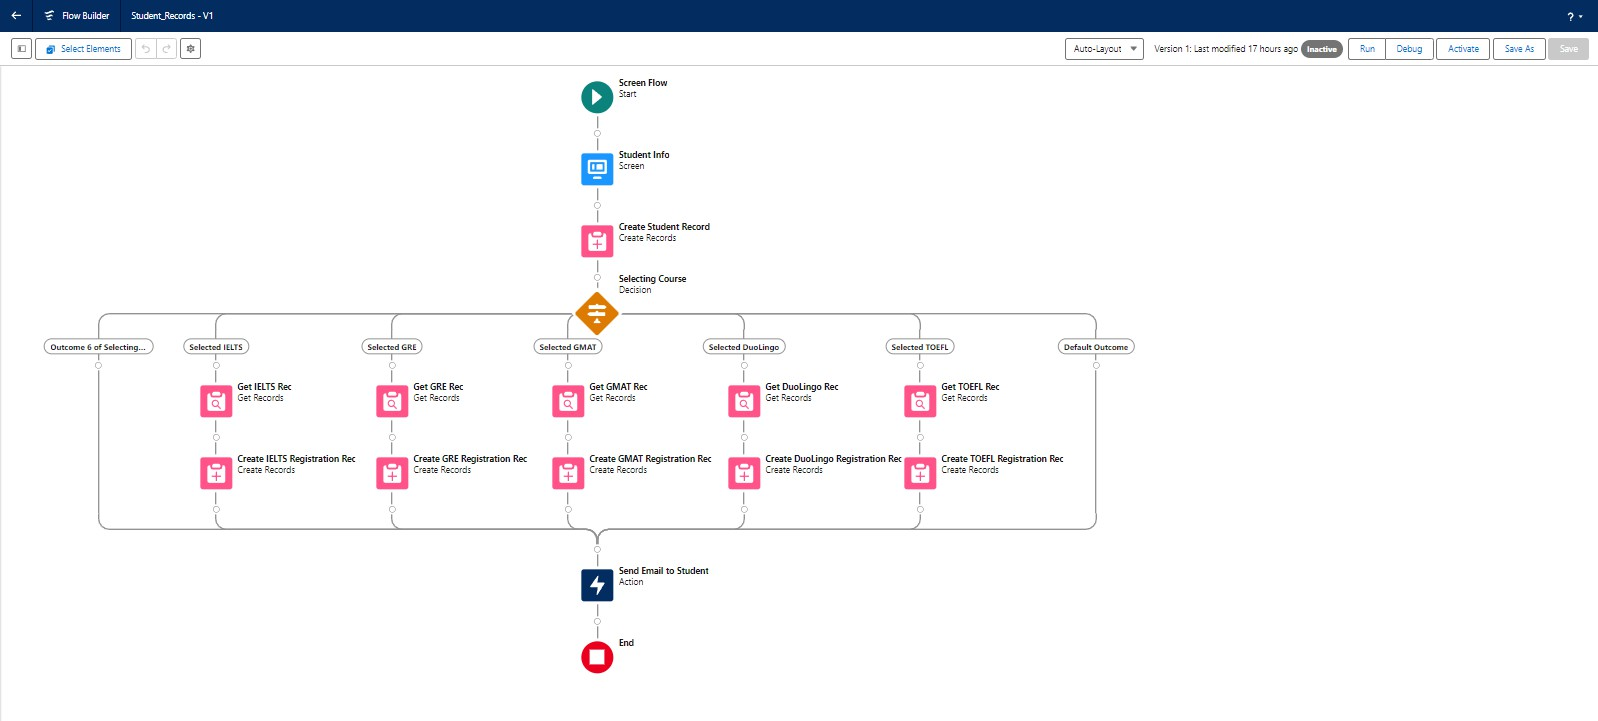 Flow Builder
Student_Records - V1
?
Select Elements
Auto-Layout
Version 1: Last modified 17 hours ago
Inactive
Run
Debug
Activate
Save As
Save
Screen Flow
Start
Student Info
Screen
Create Student Record
Create Records
Selecting Course
Decision
Outcome 6 of Selecting...
Selected IELTS
Selected GRE
Selected GMAT
Selected DuoLingo
Selected TOEFL
Default Outcome
Get IELTS Rec
Get Records
Get GRE Rec
Get Records
Get GMAT Rec
Get Records
Get DuoLingo Rec
Get Records
Get TOEFL Rec
Get Records
Create IELTS Registration Rec
Create Records
Create GRE Registration Rec
Create Records
Create GMAT Registration Rec
Create Records
Create DuoLingo Registration Rec
Create Records
Create TOEFL Registration Rec
Create Records
Send Email to Student
Action
End